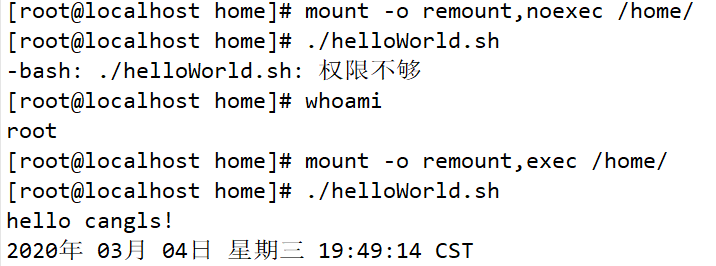 [root@localhost home]# mount -o remount,noexec /home/
[root@localhost home]# ./helloWorld.sh
-bash: ./helloWorld.sh: 权限不够
[root@localhost home]# whoami
root
[root@localhost home]# mount -o remount,exec /home/
[root@localhost home]# ./helloWorld.sh
hello cangls!
2020年 03月 04日 星期三 19:49:14 CST